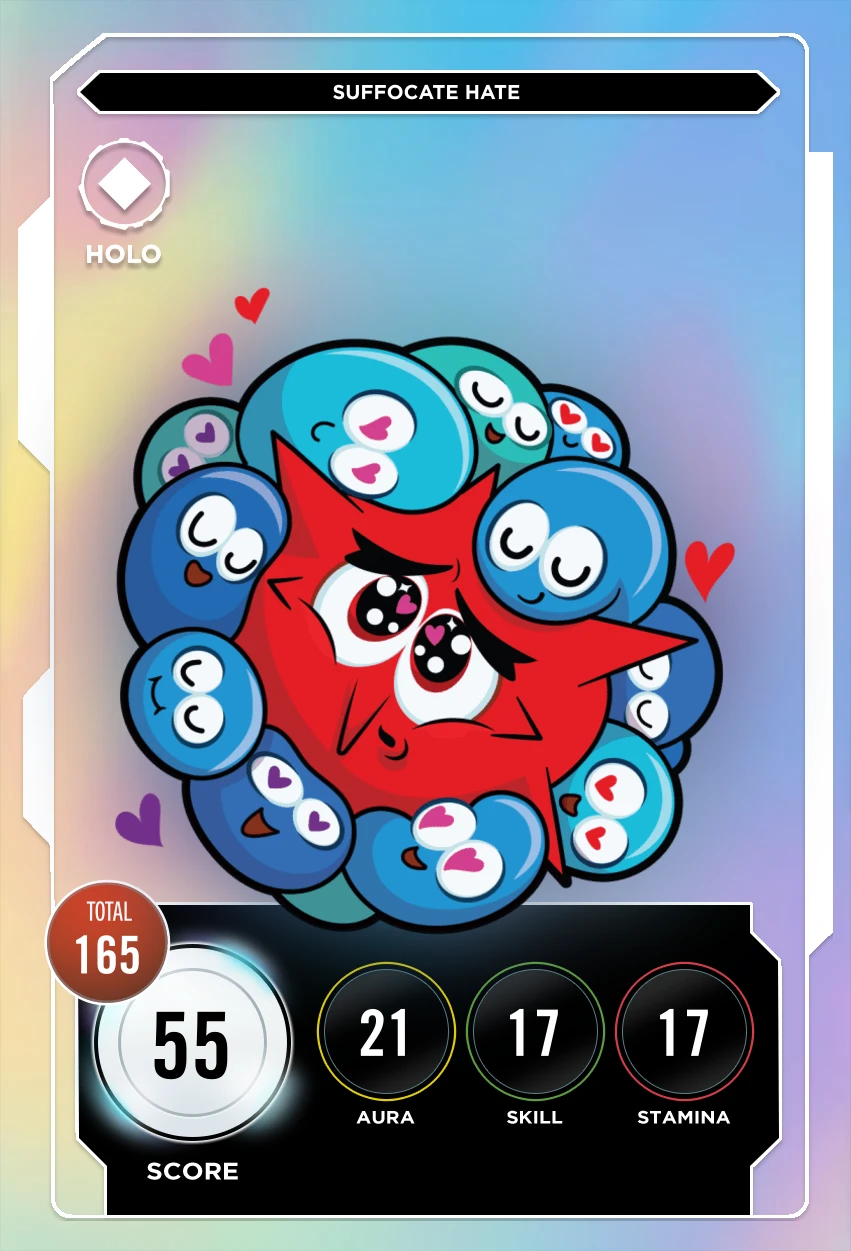 SUFFOCATE HATE
HOLO
TOTAL
165
55
21
17
17
AURA
SKILL
STAMINA
SCORE